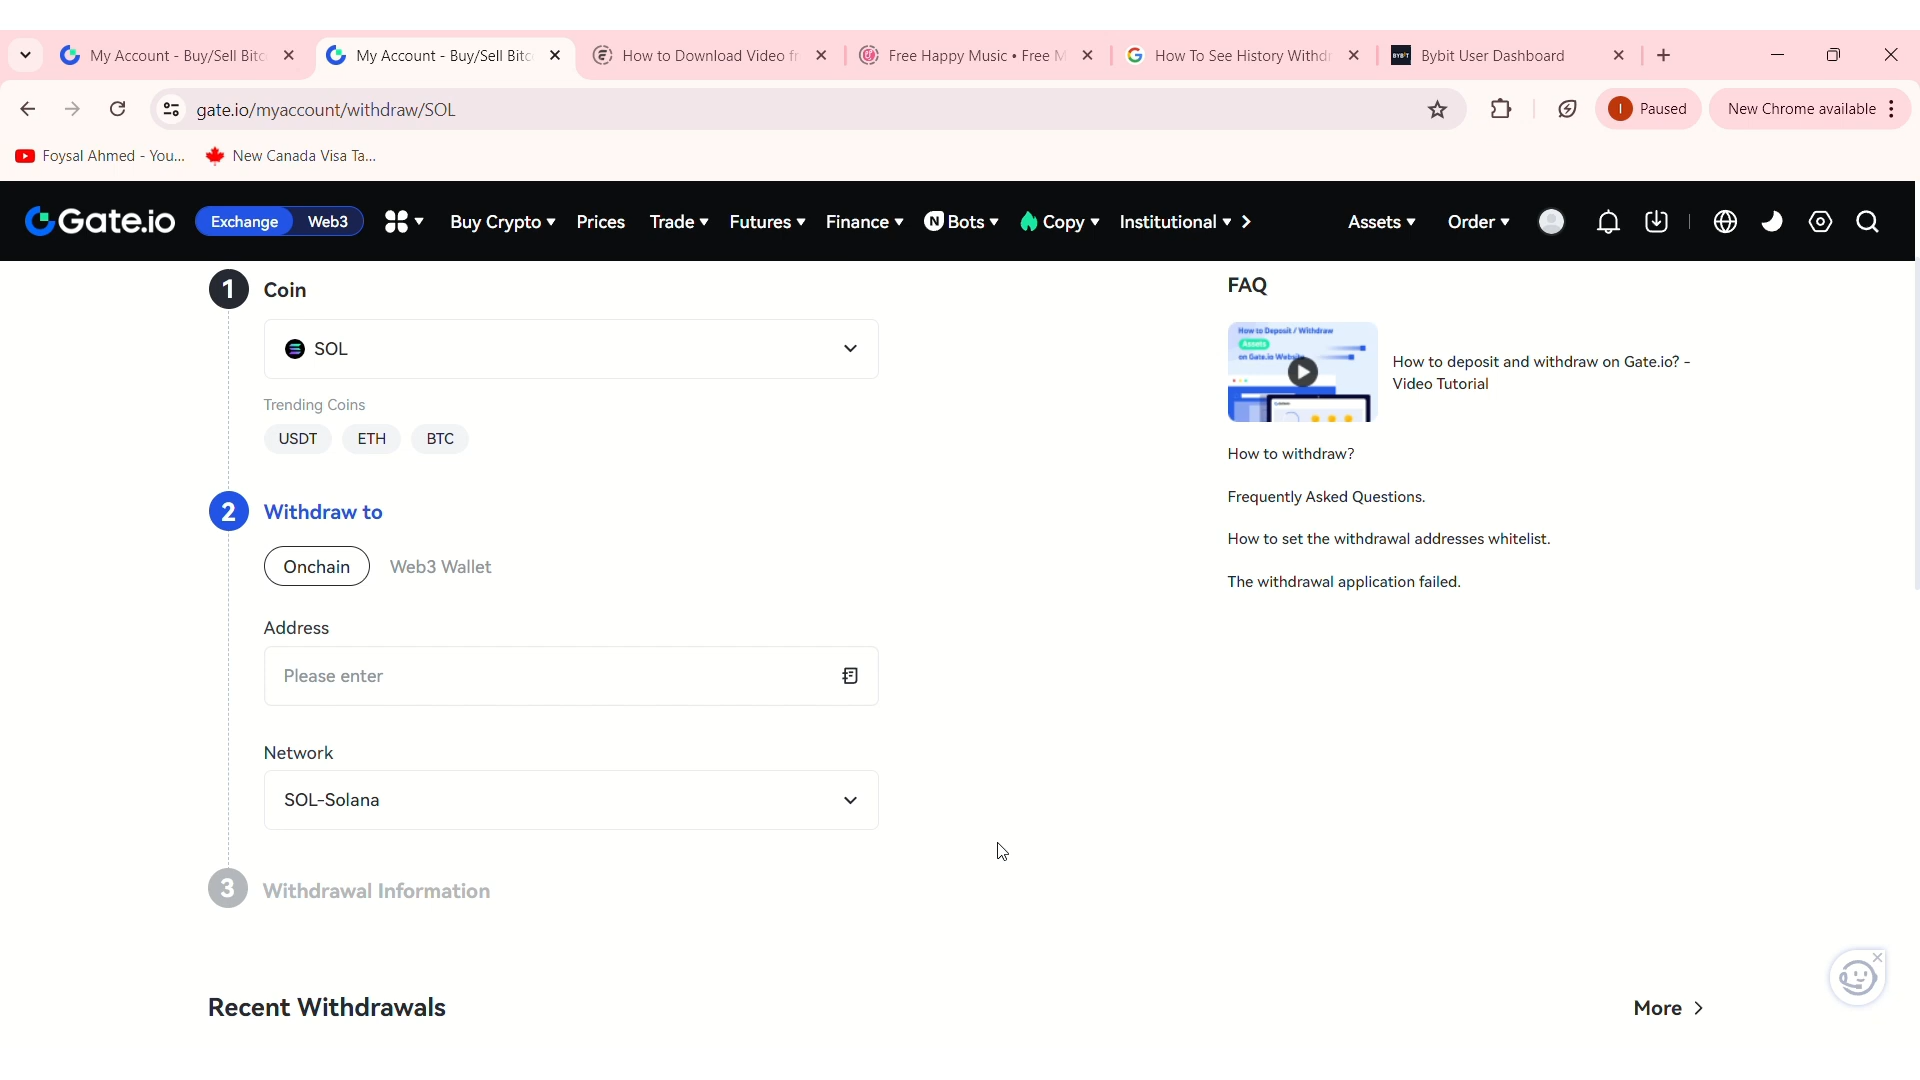 My Account - Buy/Sell Bitc
My Account - Buy/Sell Bitc
How to Download Video fr
Free Happy Music • Free M
How To See History Withdr
BYBIT
Bybit User Dashboard
gate.io/myaccount/withdraw/SOL
I
Paused
New Chrome available
Foysal Ahmed - You...
New Canada Visa Ta...
Gate.io
Exchange
Web3
Buy Crypto
Prices
Trade
Futures
Finance
N
Bots
Copy
Institutional
Assets
Order
1
Coin
SOL
Trending Coins
USDT
ETH
BTC
2
Withdraw to
Onchain
Web3 Wallet
Address
Please enter
Network
SOL-Solana
3
Withdrawal Information
Recent Withdrawals
More
FAQ
How to Deposit / Withdraw
Assets
on Gate.io Website
How to deposit and withdraw on Gate.io? -
Video Tutorial
How to withdraw?
Frequently Asked Questions.
How to set the withdrawal addresses whitelist.
The withdrawal application failed.